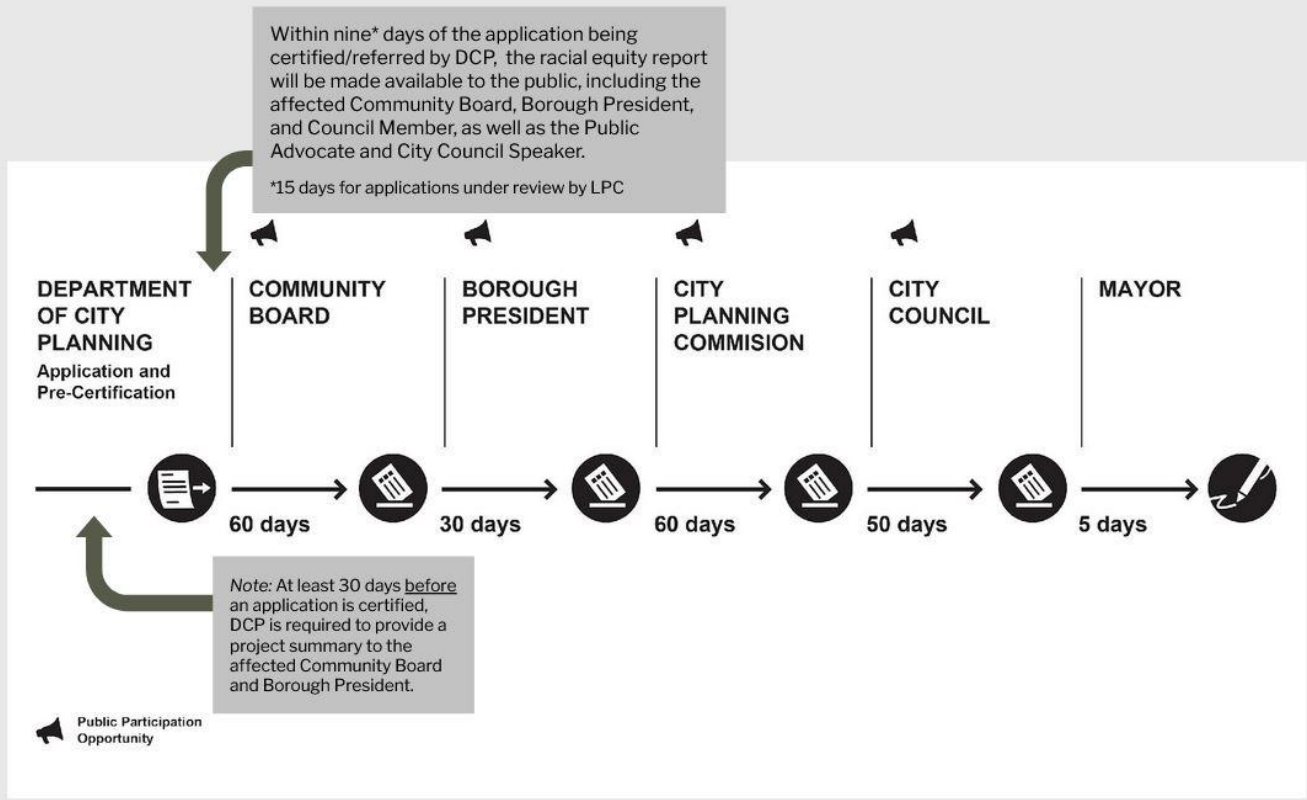 Within nine* days of the application being
certified/referred by DCP, the racial equity report
will be made available to the public, including the
affected Community Board, Borough President,
and Council Member, as well as the Public
Advocate and City Council Speaker.
*15 days for applications under review by LPC
DEPARTMENT
OF CITY
PLANNING
Application and
Pre-Certification
COMMUNITY
BOARD
BOROUGH
PRESIDENT
CITY
PLANNING
COMMISION
CITY
COUNCIL
MAYOR
60 days
30 days
60 days
50 days
5 days
Note: At least 30 days before
an application is certified,
DCP is required to provide a
project summary to the
affected Community Board
and Borough President.
Public Participation
Opportunity